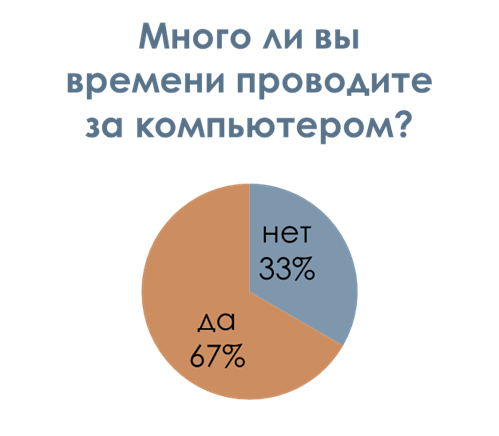 Много ли вы
времени проводите
за компьютером?
нет
33%
да
67%